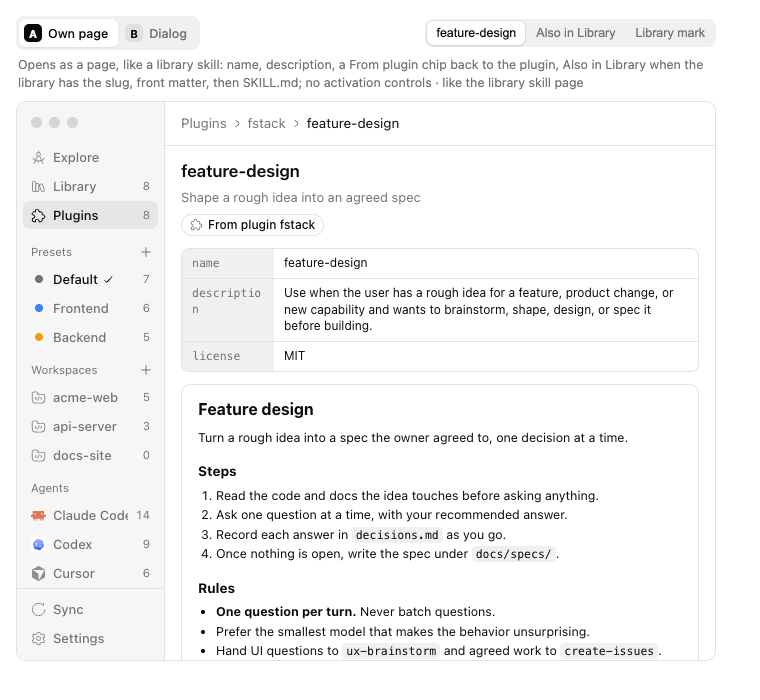 A Own page B Dialog
feature-design Also in Library Library mark
Opens as a page, like a library skill: name, description, a From plugin chip back to the plugin, Also in Library when the
library has the slug, front matter, then SKILL.md; no activation controls · like the library skill page
Explore
Library 8
Plugins 8
Presets +
Default ✓ 7
Frontend 6
Backend 5
Workspaces +
acme-web 5
api-server 3
docs-site 0
Agents
Claude Code 14
Codex 9
Cursor 6
Sync
Settings
Plugins > fstack > feature-design
feature-design
Shape a rough idea into an agreed spec
From plugin fstack
name feature-design
descriptio
n
Use when the user has a rough idea for a feature, product change, or
new capability and wants to brainstorm, shape, design, or spec it
before building.
license MIT
Feature design
Turn a rough idea into a spec the owner agreed to, one decision at a time.
Steps
1. Read the code and docs the idea touches before asking anything.
2. Ask one question at a time, with your recommended answer.
3. Record each answer in decisions.md as you go.
4. Once nothing is open, write the spec under docs/specs/.
Rules
• One question per turn. Never batch questions.
• Prefer the smallest model that makes the behavior unsurprising.
• Hand UI questions to ux-brainstorm and agreed work to create-issues.